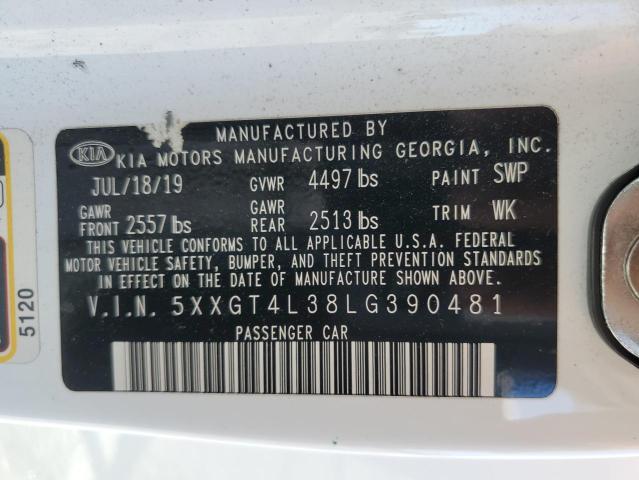 MANUFACTURED BY
KIA KIA MOTORS MANUFACTURING GEORGIA, INC.
JUL/18/19 GVWR 4497 lbs PAINT SWP
GAWR FRONT 2557 lbs GAWR REAR 2513 lbs TRIM WK
THIS VEHICLE CONFORMS TO ALL APPLICABLE U.S.A. FEDERAL
MOTOR VEHICLE SAFETY, BUMPER, AND THEFT PREVENTION STANDARDS
IN EFFECT ON THE DATE OF MANUFACTURE SHOWN ABOVE.
V.I.N. 5XXGT4L38LG390481
PASSENGER CAR
5120